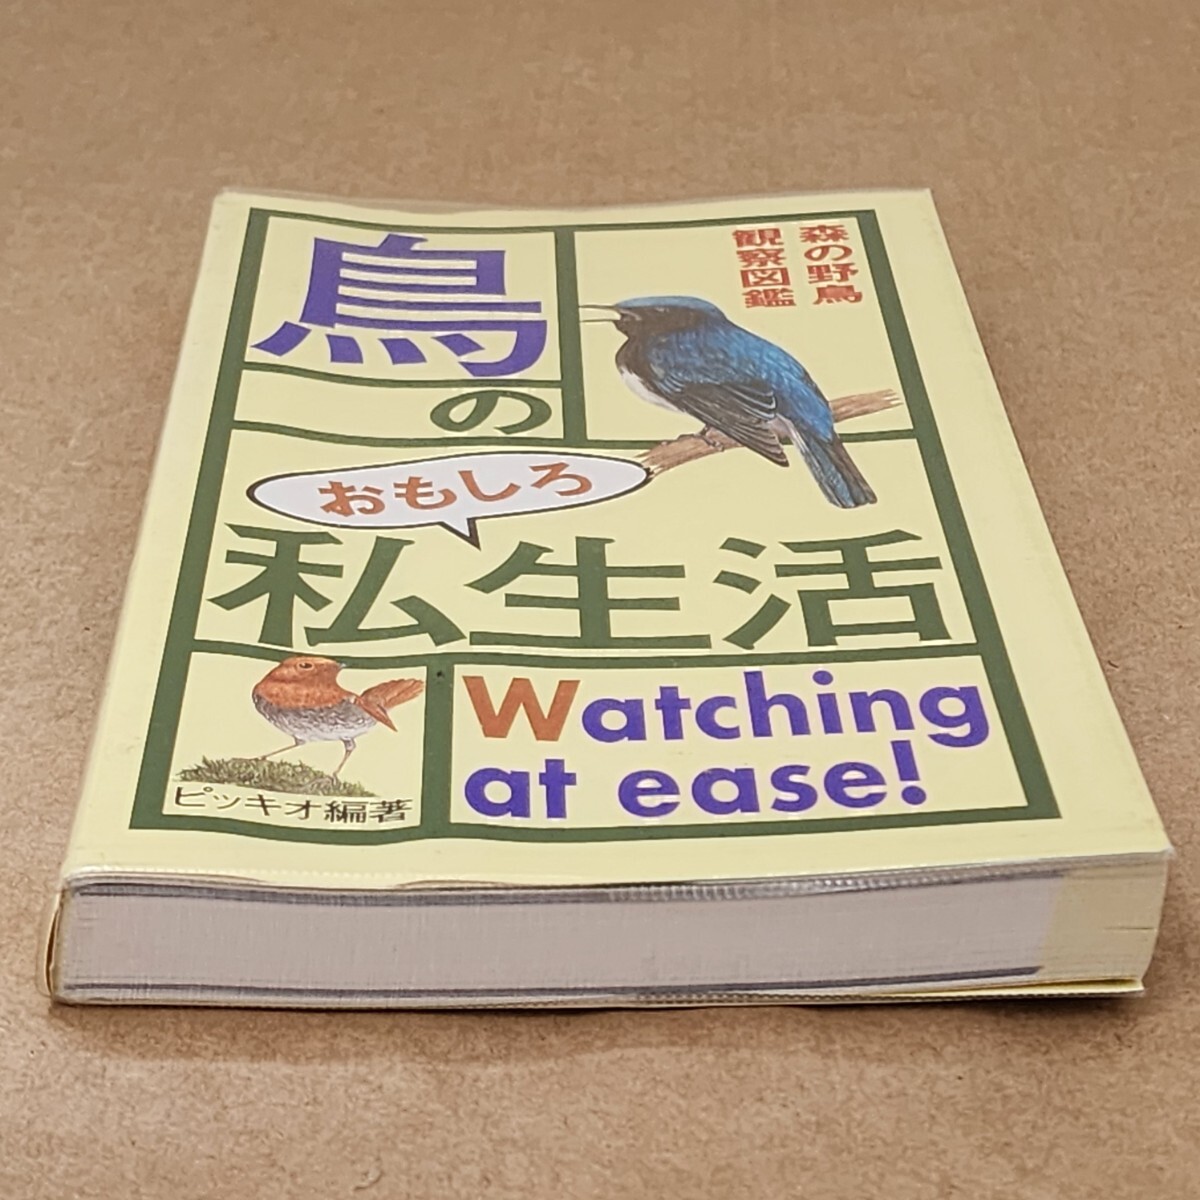 森の野鳥
観察図鑑
鳥
の
おもしろ
私生活
Watching
at ease!
ピッキオ編著